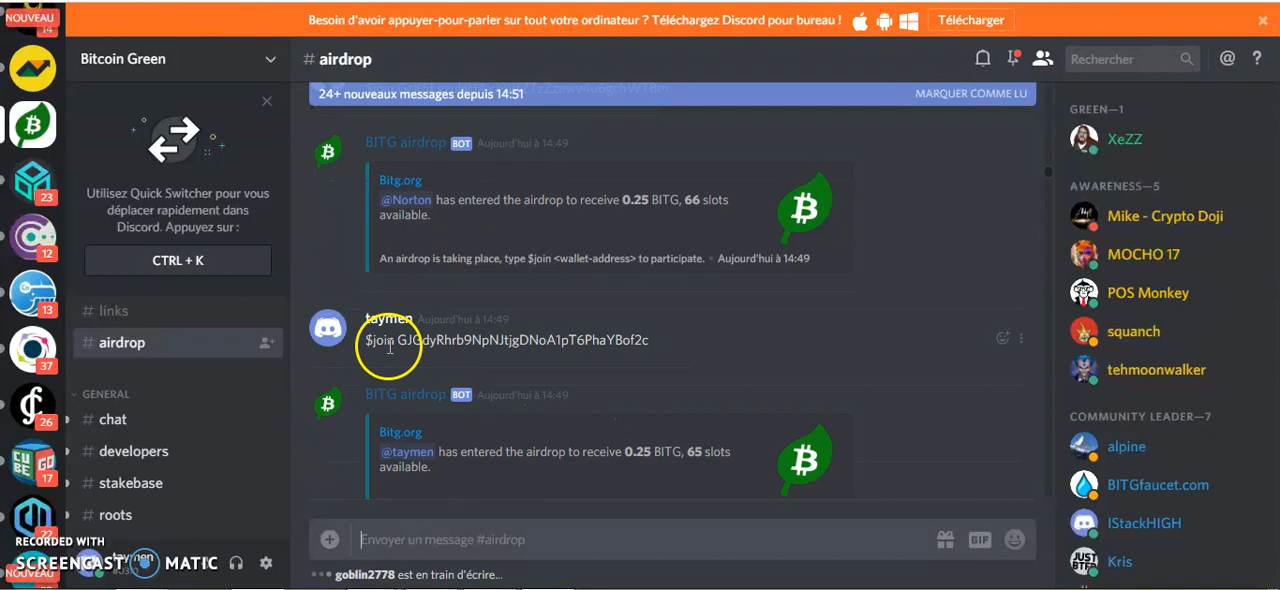 NOUVEAU
14
Besoin d'avoir appuyer-pour-parler sur tout votre ordinateur ? Téléchargez Discord pour bureau !
Télécharger
Bitcoin Green
# airdrop
Rechercher
24+ nouveaux messages depuis 14:51
MARQUER COMME LU
Utilisez Quick Switcher pour vous
déplacer rapidement dans
Discord. Appuyez sur :
CTRL + K
# links
# airdrop
GENERAL
# chat
# developers
# stakebase
# roots
23
12
13
37
26
CUBE
GO
17
22
NOUVEAU
RECORDED WITH
SCREENCAST MATIC
taymen
BITG airdrop BOT Aujourd'hui à 14:49
Bitg.org
@Norton has entered the airdrop to receive 0.25 BITG, 66 slots
available.
An airdrop is taking place, type $join <wallet-address> to participate. • Aujourd'hui à 14:49
taymen Aujourd'hui à 14:49
$join GJGdyRhrb9NpNJtjgDNoA1pT6PhaYBof2c
BITG airdrop BOT Aujourd'hui à 14:49
Bitg.org
@taymen has entered the airdrop to receive 0.25 BITG, 65 slots
available.
Envoyer un message #airdrop
GIF
goblin2778 est en train d'écrire...
GREEN—1
XeZZ
AWARENESS—5
Mike - Crypto Doji
MOCHO 17
POS Monkey
squanch
tehmoonwalker
COMMUNITY LEADER—7
alpine
BITGfaucet.com
IStackHIGH
JUST
BTFD
Kris